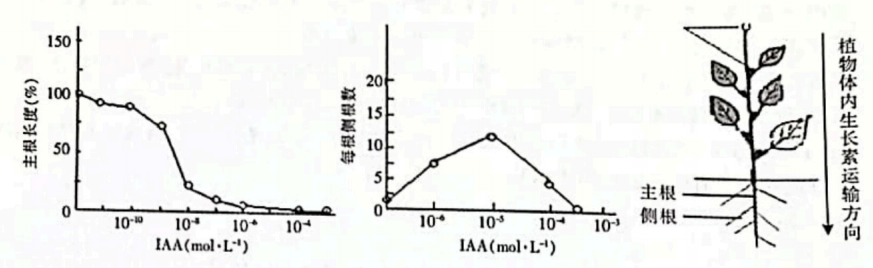 主根长度(%)
150
100
50
0
10⁻¹⁰
10⁻⁸
10⁻⁶
10⁻⁴
IAA(mol·L⁻¹)
每根侧根数
20
15
10
5
0
10⁻⁶
10⁻⁵
10⁻⁴
10⁻³
IAA(mol·L⁻¹)
主根
侧根
植物体内生长素运输方向